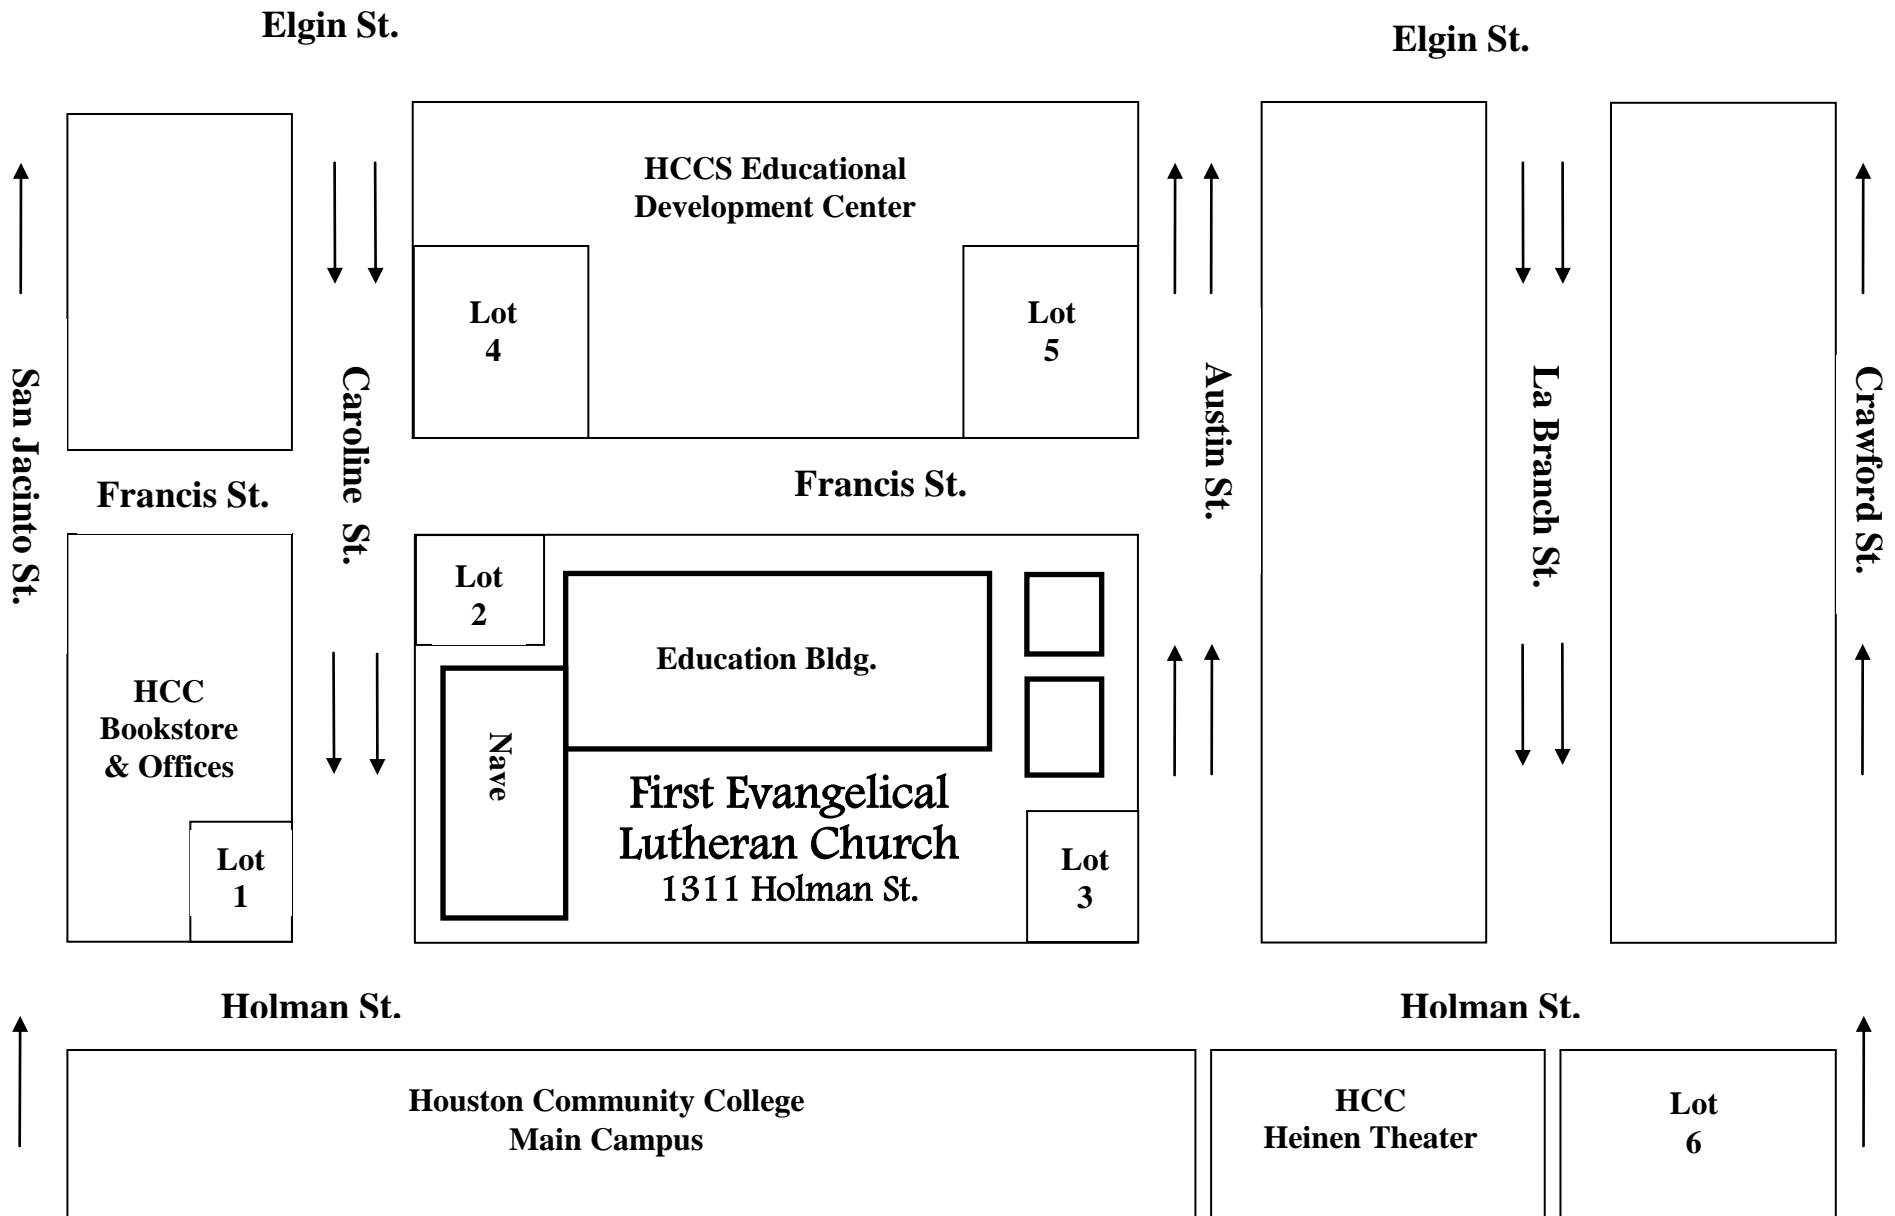 Elgin St.
Elgin St.
HCCS Educational
Development Center
Lot
4
Lot
5
San Jacinto St.
Caroline St.
Austin St.
La Branch St.
Crawford St.
Francis St.
Francis St.
Lot
2
Education Bldg.
HCC
Bookstore
& Offices
Nave
First Evangelical
Lutheran Church
1311 Holman St.
Lot
1
Lot
3
Holman St.
Holman St.
Houston Community College
Main Campus
HCC
Heinen Theater
Lot
6